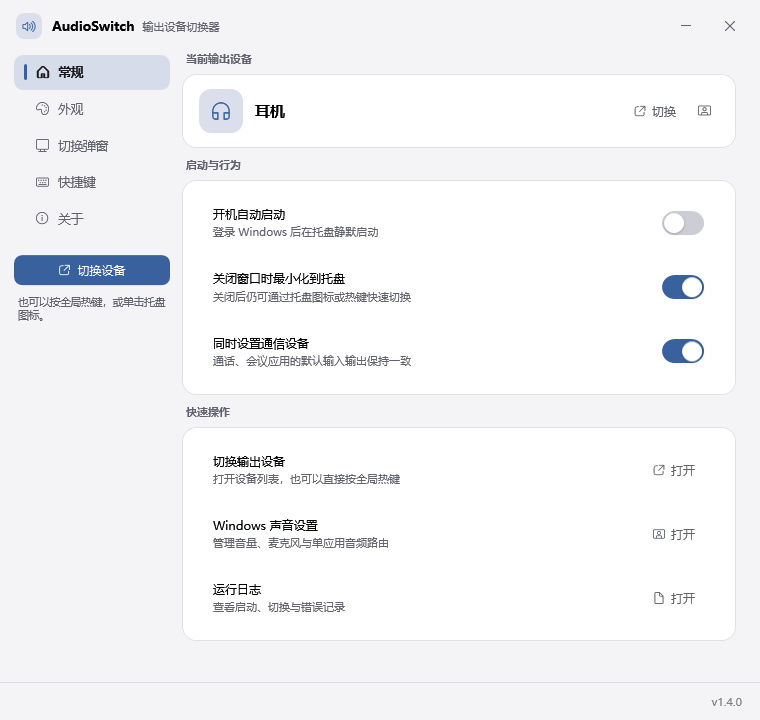 AudioSwitch 输出设备切换器
常规
外观
切换弹窗
快捷键
关于
切换设备
也可以按全局热键，或单击托盘
图标。
当前输出设备
耳机
切换
启动与行为
开机自动启动
登录 Windows 后在托盘静默启动
关闭窗口时最小化到托盘
关闭后仍可通过托盘图标或热键快速切换
同时设置通信设备
通话、会议应用的默认输入输出保持一致
快速操作
切换输出设备
打开设备列表，也可以直接按全局热键
打开
Windows 声音设置
管理音量、麦克风与单应用音频路由
打开
运行日志
查看启动、切换与错误记录
打开
v1.4.0